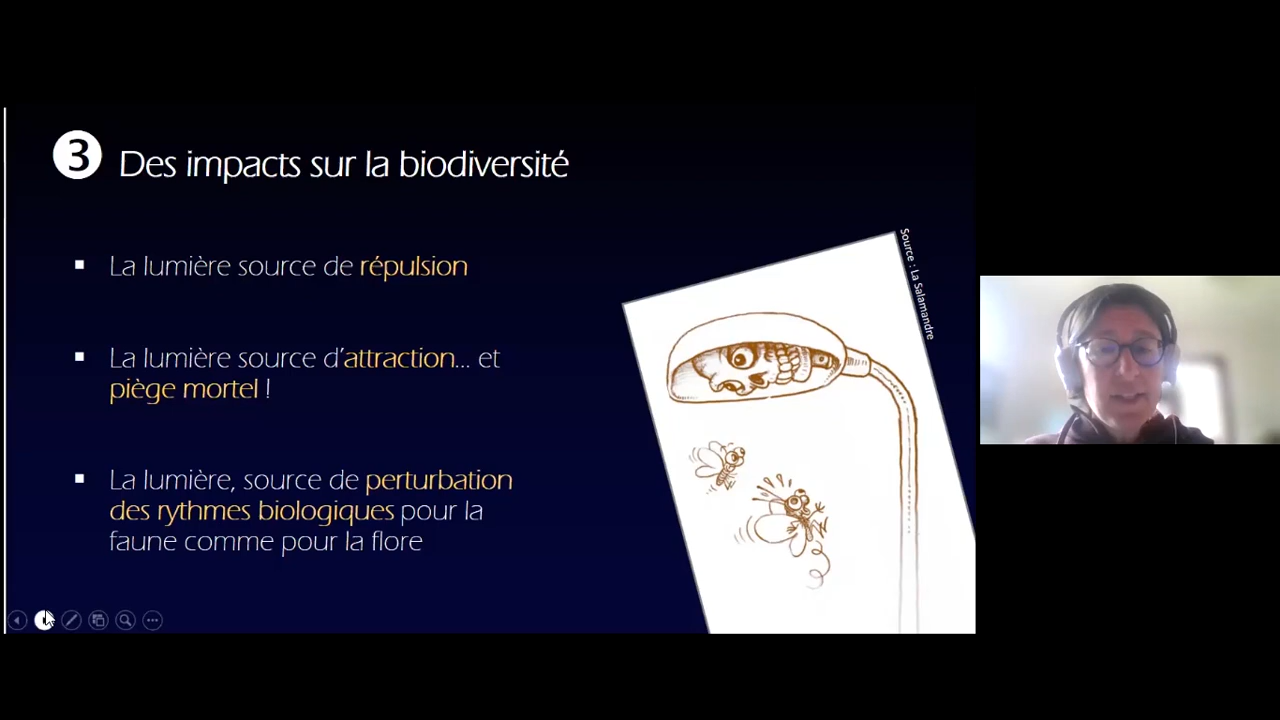 3 Des impacts sur la biodiversité
▪ La lumière source de répulsion
▪ La lumière source d'attraction... et
piège mortel !
▪ La lumière, source de perturbation
des rythmes biologiques pour la
faune comme pour la flore
Source : La Salamandre